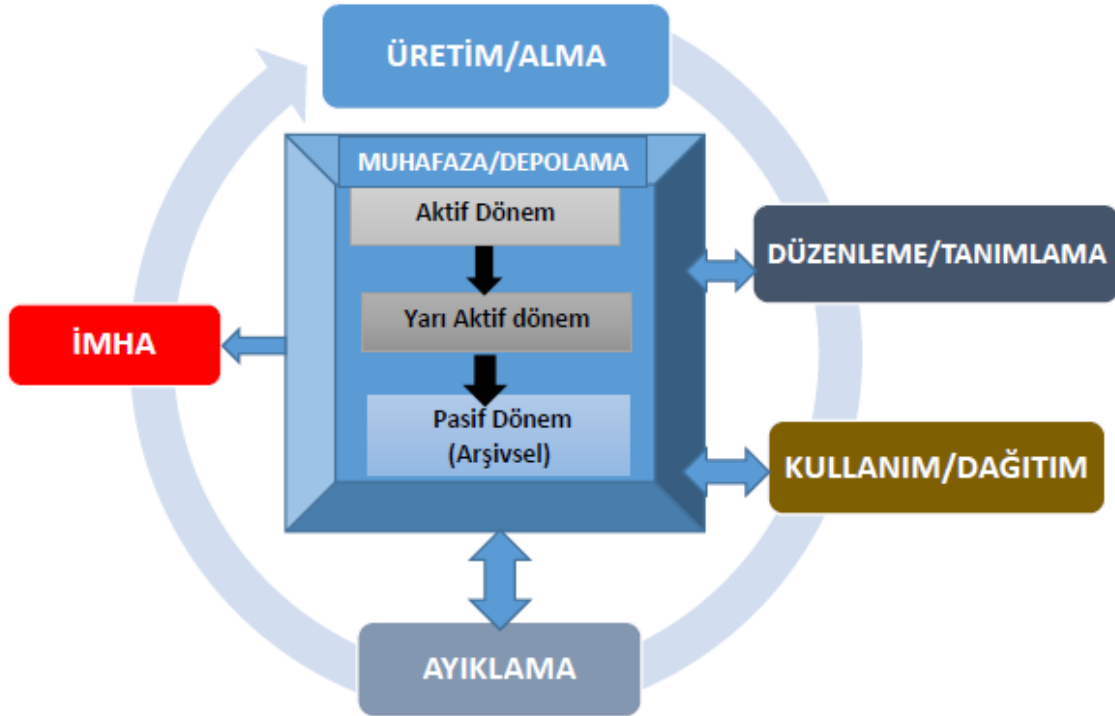 ÜRETİM/ALMA
MUHAFAZA/DEPOLAMA
Aktif Dönem
Yarı Aktif dönem
Pasif Dönem
(Arşivsel)
DÜZENLEME/TANIMLAMA
KULLANIM/DAĞITIM
AYIKLAMA
İMHA